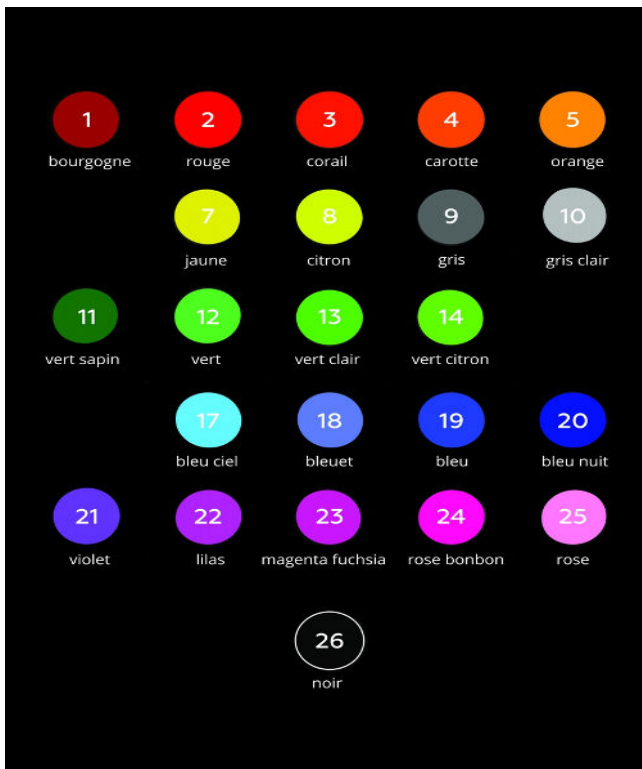 1 2 3 4 5
bourgogne rouge corail carotte orange
7 8 9 10
jaune citron gris gris clair
11 12 13 14
vert sapin vert vert clair vert citron
17 18 19 20
bleu ciel bleuet bleu bleu nuit
21 22 23 24 25
violet lilas magenta fuchsia rose bonbon rose
26
noir